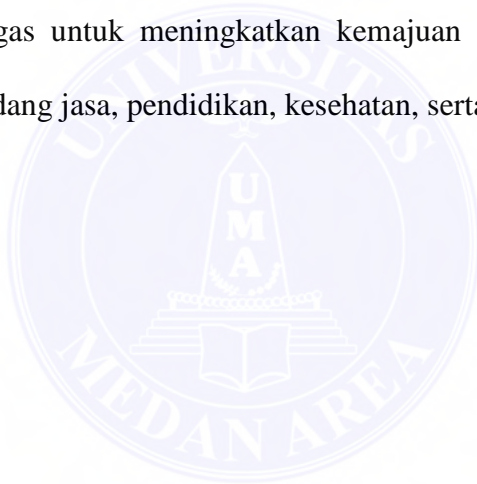 gas untuk meningkatkan kemajuan
dang jasa, pendidikan, kesehatan, serta
UNIVERSITAS
UMA
MEDAN AREA